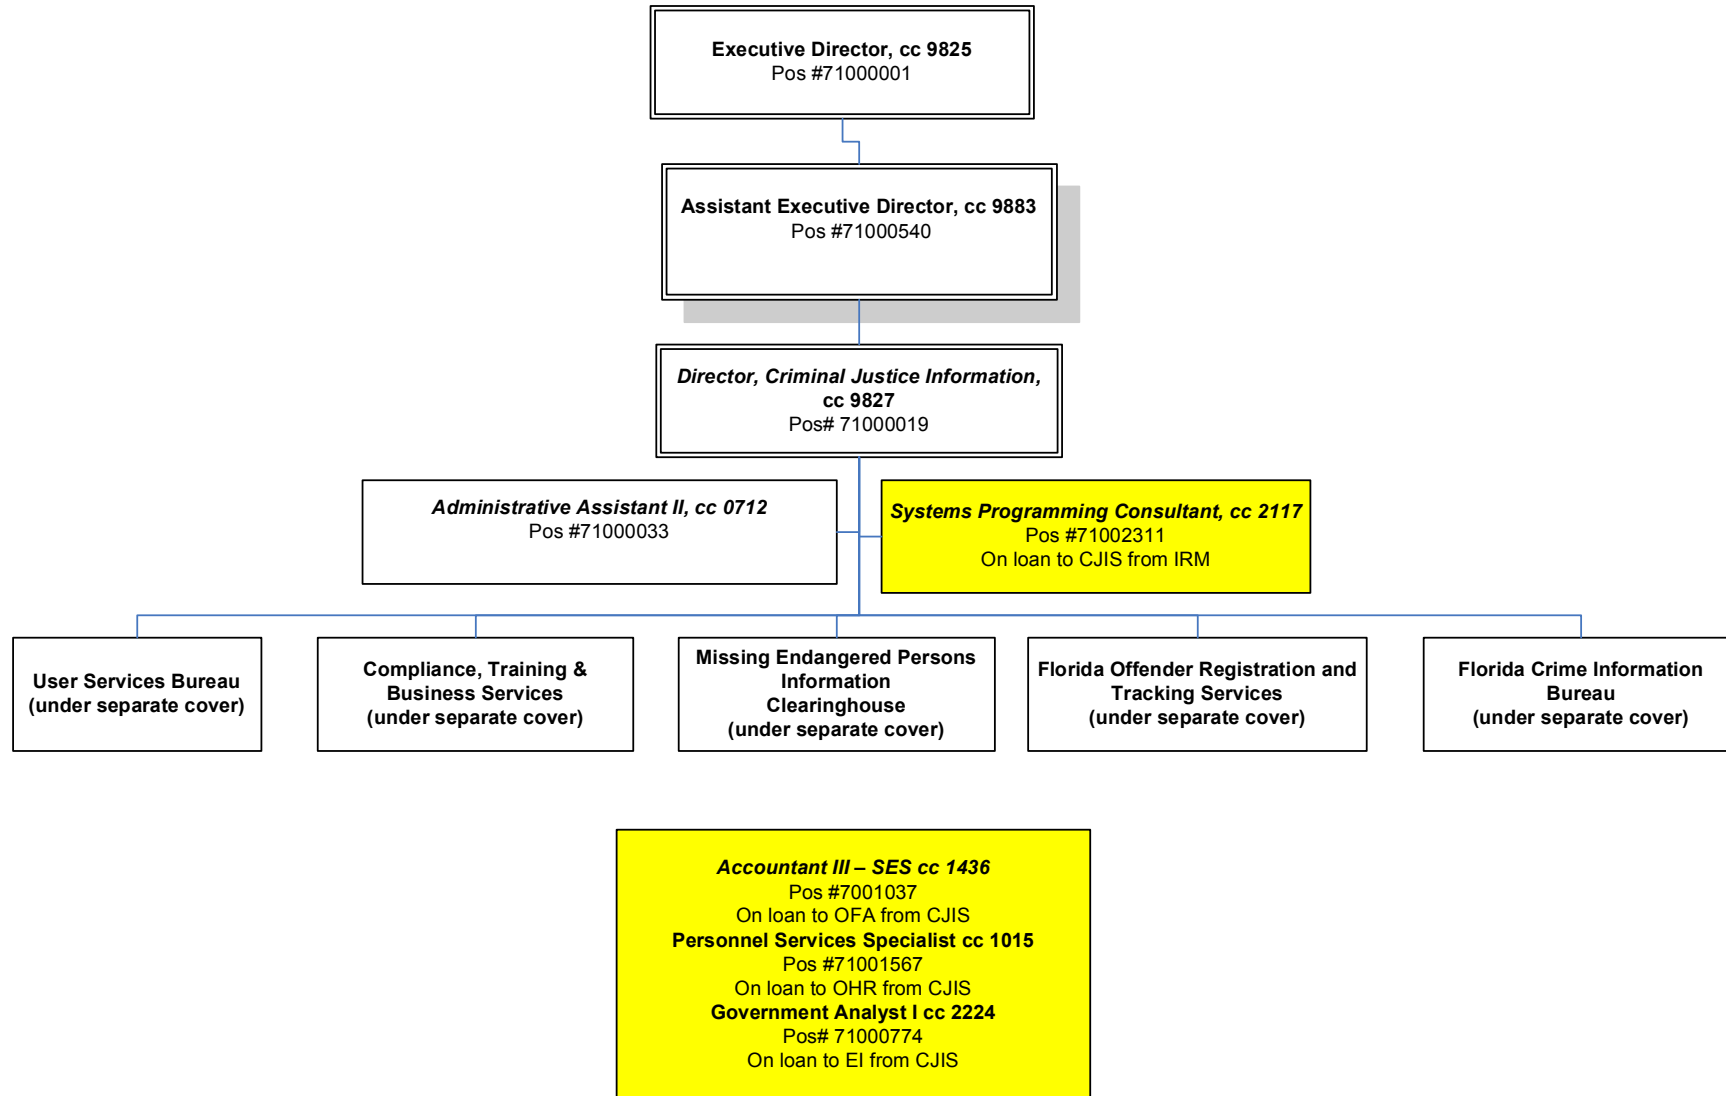 Executive Director, cc 9825
Pos #71000001
Assistant Executive Director, cc 9883
Pos #71000540
Director, Criminal Justice Information,
cc 9827
Pos# 71000019
Administrative Assistant II, cc 0712
Pos #71000033
Systems Programming Consultant, cc 2117
Pos #71002311
On loan to CJIS from IRM
User Services Bureau
(under separate cover)
Compliance, Training &
Business Services
(under separate cover)
Missing Endangered Persons
Information
Clearinghouse
(under separate cover)
Florida Offender Registration and
Tracking Services
(under separate cover)
Florida Crime Information
Bureau
(under separate cover)
Accountant III – SES cc 1436
Pos #7001037
On loan to OFA from CJIS
Personnel Services Specialist cc 1015
Pos #71001567
On loan to OHR from CJIS
Government Analyst I cc 2224
Pos# 71000774
On loan to EI from CJIS